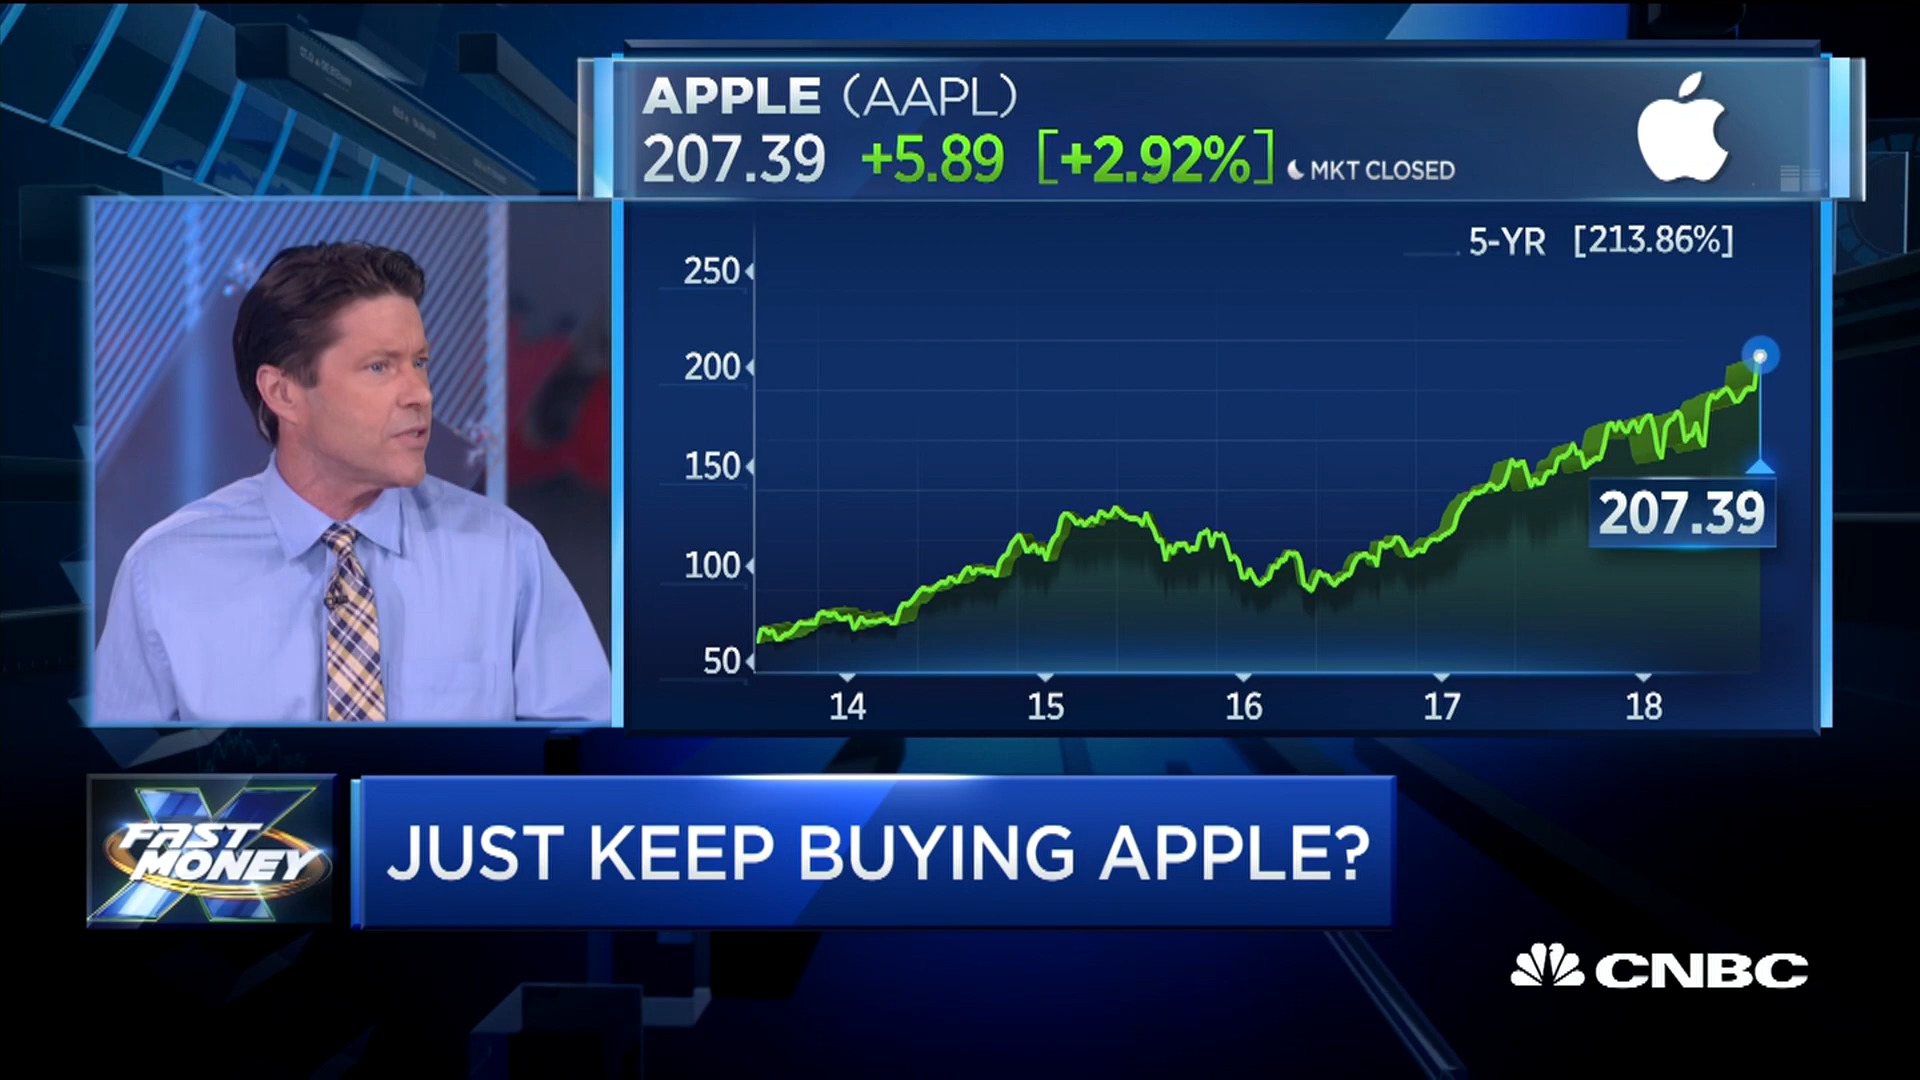 APPLE (AAPL)
207.39 +5.89 [+2.92%] MKT CLOSED
5-YR [213.86%]
250
200
150
100
50
207.39
14 15 16 17 18
FAST
MONEY
JUST KEEP BUYING APPLE?
CNBC